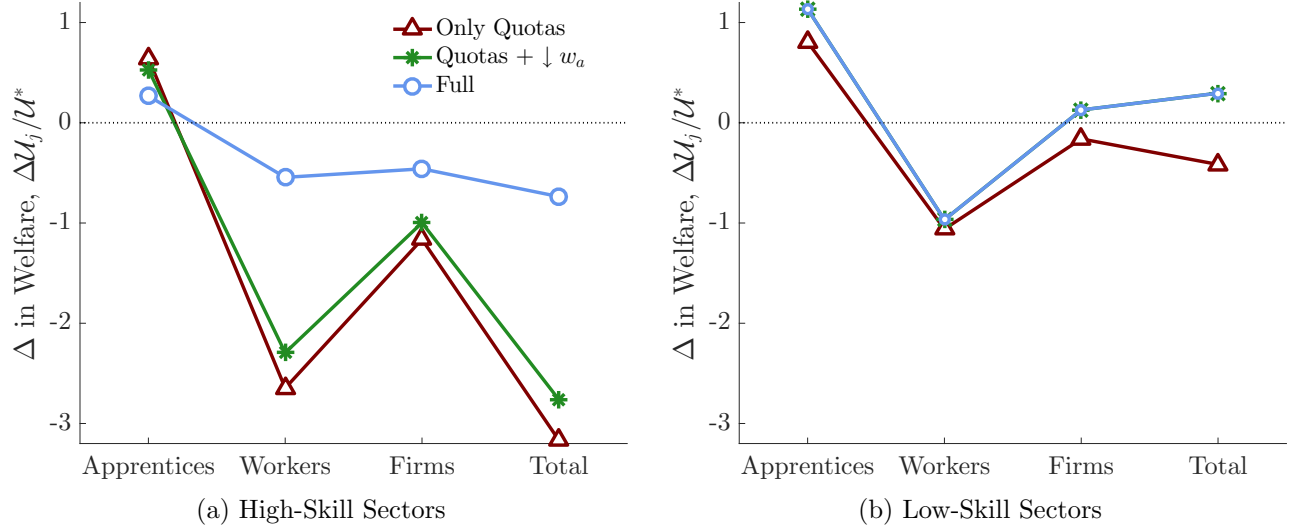 Δ in Welfare, Δ𝒰_j/𝒰*
1
0
-1
-2
-3
Only Quotas
Quotas + ↓ w_a
Full
Apprentices Workers Firms Total
(a) High-Skill Sectors
Δ in Welfare, Δ𝒰_j/𝒰*
1
0
-1
-2
-3
Apprentices Workers Firms Total
(b) Low-Skill Sectors